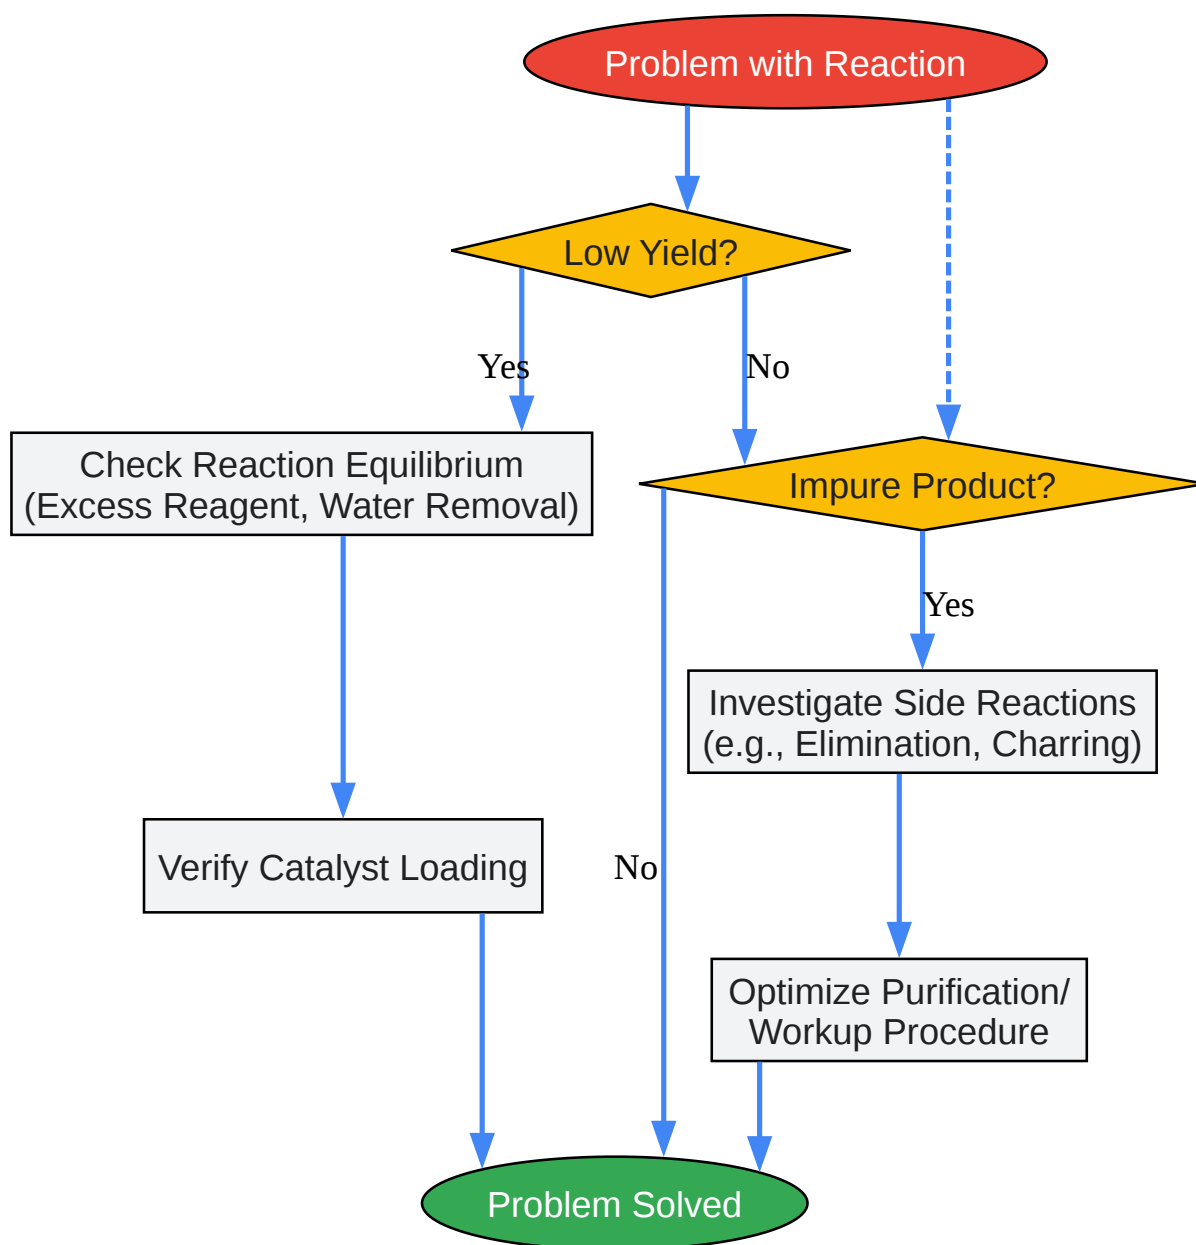 Problem with Reaction
Low Yield?
Yes
No
Check Reaction Equilibrium
(Excess Reagent, Water Removal)
Impure Product?
Yes
Investigate Side Reactions
(e.g., Elimination, Charring)
Verify Catalyst Loading
No
Optimize Purification/
Workup Procedure
Problem Solved